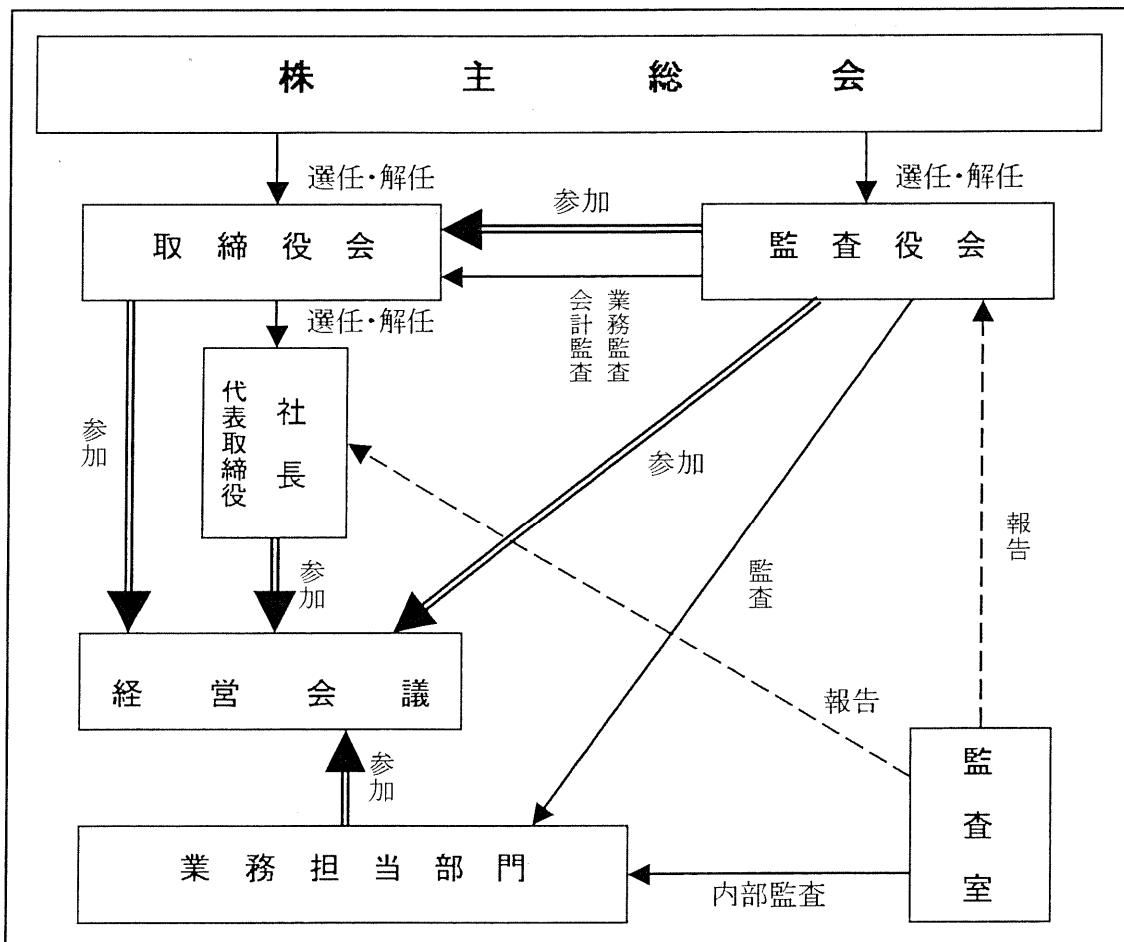 株主総会
選任・解任
選任・解任
参加
取締役会
監査役会
業務監査
会計監査
選任・解任
社長
代表取締役
参加
参加
参加
監査
報告
経営会議
報告
参加
監査室
業務担当部門
内部監査